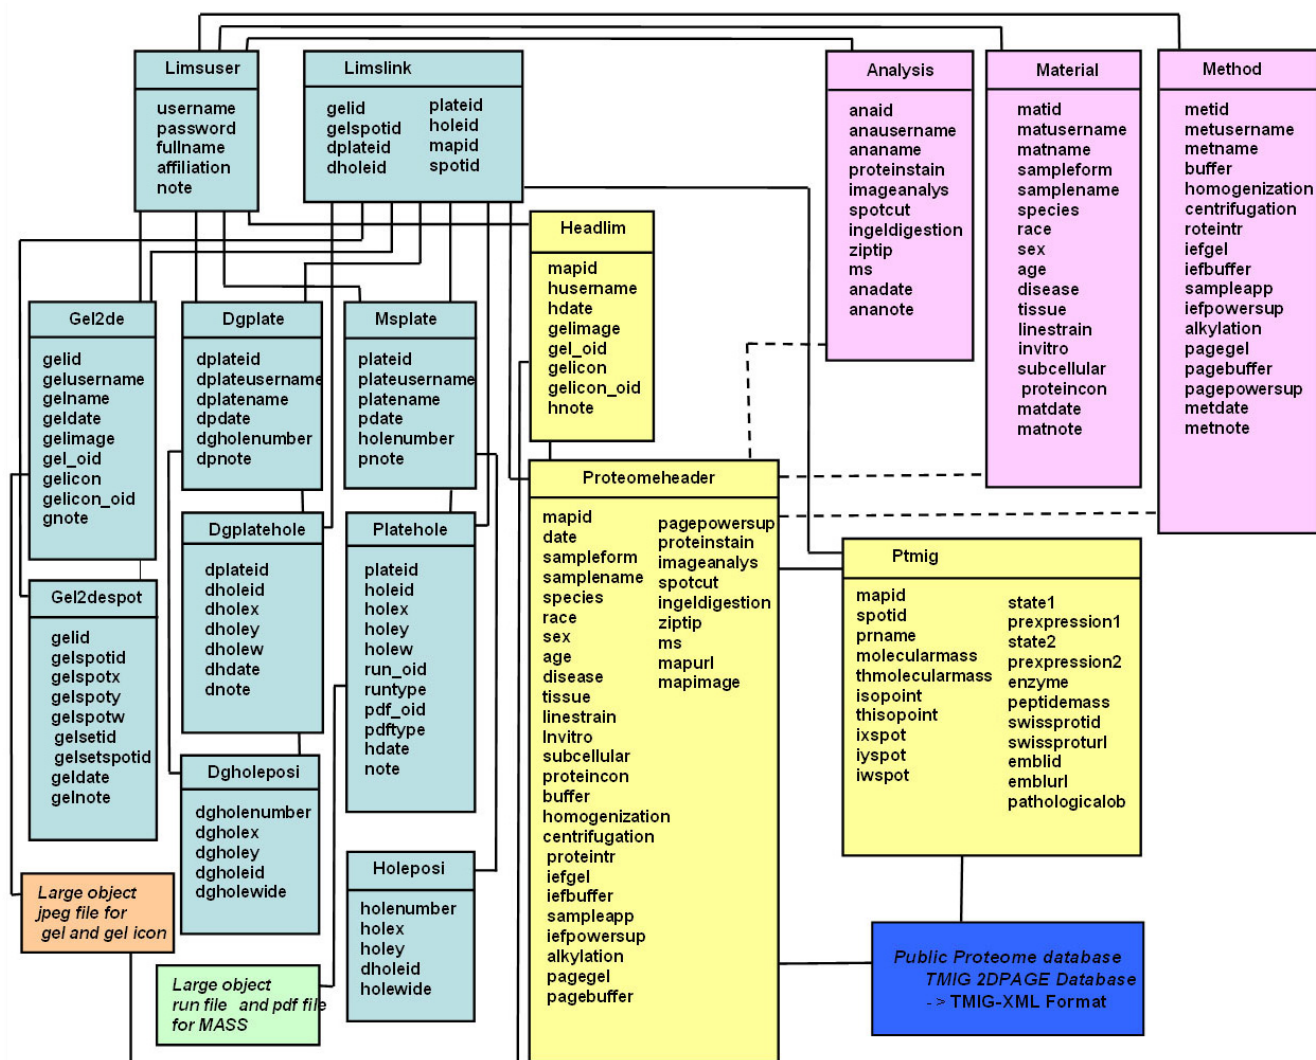 Limsuser
username
password
fullname
affiliation
note
Limslink
gelid
gelspotid
dplateid
dholeid
plateid
holeid
mapid
spotid
Analysis
anaid
anausername
ananame
proteinstain
imageanalys
spotcut
ingeldigestion
ziptip
ms
anadate
ananote
Material
matid
matusername
matname
sampleform
samplename
species
race
sex
age
disease
tissue
linestrain
invitro
subcellular
proteincon
matdate
matnote
Method
metid
metusername
metname
buffer
homogenization
centrifugation
roteintr
iefgel
iefbuffer
sampleapp
iefpowersup
alkylation
pagegel
pagebuffer
pagepowersup
metdate
metnote
Headlim
mapid
husername
hdate
gelimage
gel_oid
gelicon
gelicon_oid
hnote
Gel2de
gelid
gelusername
gelname
geldate
gelimage
gel_oid
gelicon
gelicon_oid
gnote
Dgplate
dplateid
dplateusername
dplatename
dpdate
dgholenumber
dpnote
Msplate
plateid
plateusername
platename
pdate
holenumber
pnote
Proteomeheader
mapid
date
sampleform
samplename
species
race
sex
age
disease
tissue
linestrain
Invitro
subcellular
proteincon
buffer
homogenization
centrifugation
proteintr
iefgel
iefbuffer
sampleapp
iefpowersup
alkylation
pagegel
pagebuffer
pagepowersup
proteinstain
imageanalys
spotcut
ingeldigestion
ziptip
ms
mapurl
mapimage
Dgplatehole
dplateid
dholeid
dholex
dholey
dholew
dhdate
dnote
Platehole
plateid
holeid
holex
holey
holew
run_oid
runtype
pdf_oid
pdftype
hdate
note
Ptmig
mapid
spotid
prname
molecularmass
thmolecularmass
isopoint
thisopoint
ixspot
iyspot
iwspot
state1
prexpression1
state2
prexpression2
enzyme
peptidemass
swissprotid
swissproturl
emblid
emblurl
pathologicalob
Gel2despot
gelid
gelspotid
gelspotx
gelspoty
gelspotw
gelsetid
gelsetspotid
geldate
gelnote
Dgholeposi
dgholenumber
dgholex
dgholey
dgholeid
dgholewide
Holeposi
holenumber
holex
holey
dholeid
holewide
Large object
jpeg file for
gel and gel icon
Large object
run file and pdf file
for MASS
Public Proteome database
TMIG 2DPAGE Database
- > TMIG-XML Format